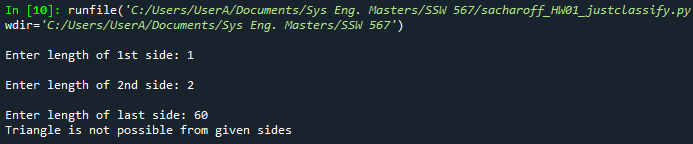 In [10]: runfile('C:/Users/UserA/Documents/Sys Eng. Masters/SSW 567/sacharoff_HW01_justclassify.py
wdir='C:/Users/UserA/Documents/Sys Eng. Masters/SSW 567')
Enter length of 1st side: 1
Enter length of 2nd side: 2
Enter length of last side: 60
Triangle is not possible from given sides